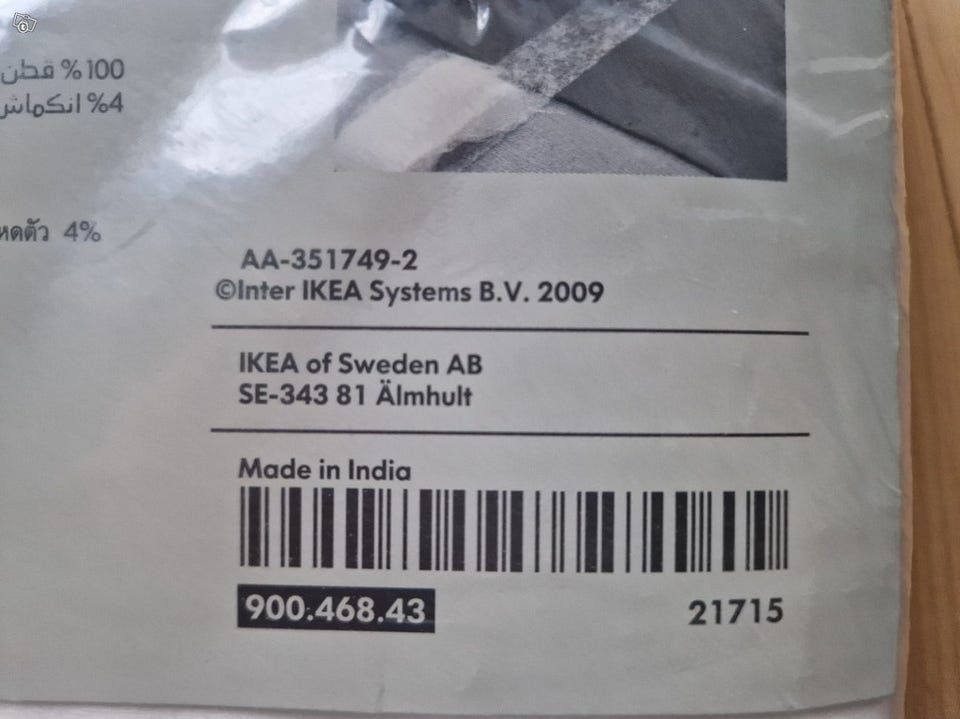 %100 قطن
%4 انكماش
หดตัว 4%
AA-351749-2
©Inter IKEA Systems B.V. 2009
IKEA of Sweden AB
SE-343 81 Älmhult
Made in India
900.468.43
21715